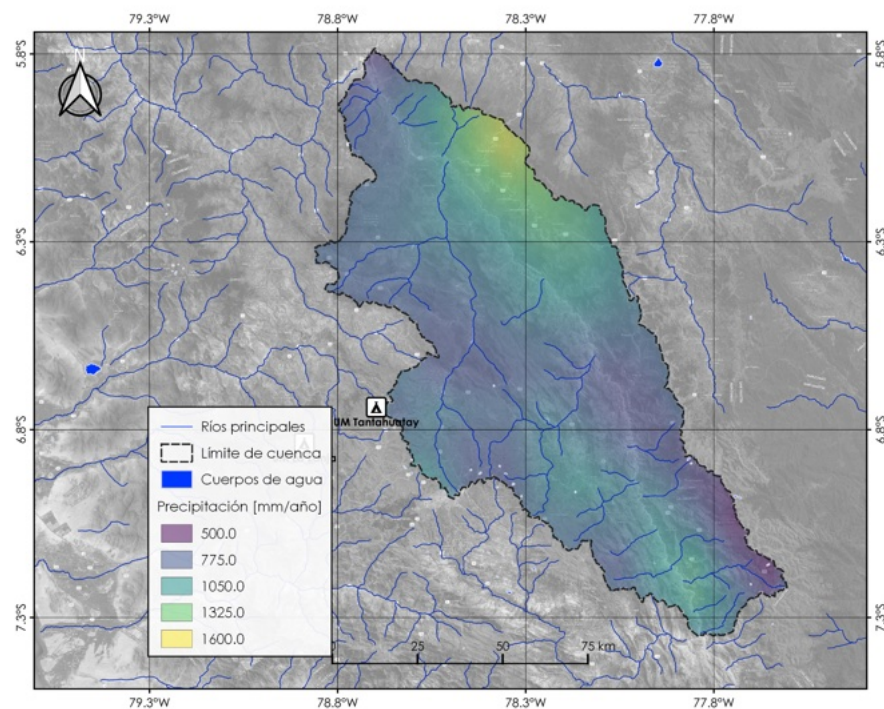 79.3°W 78.8°W 78.3°W 77.8°W
5.8°S 5.8°S
N
6.3°S 6.3°S
UM Tantahuatay
6.8°S 6.8°S
Ríos principales
Límite de cuenca
Cuerpos de agua
Precipitación [mm/año]
500.0
775.0
1050.0
1325.0
1600.0
7.3°S 7.3°S
25 50 75 km
79.3°W 78.8°W 78.3°W 77.8°W